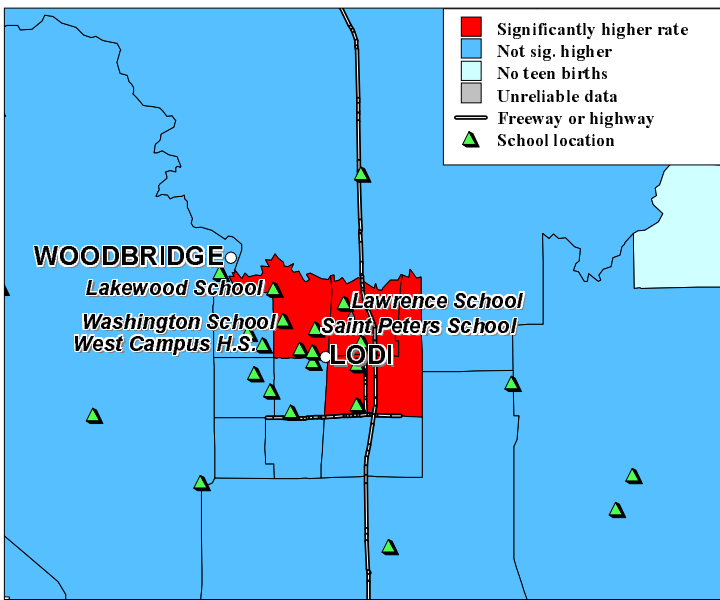 Significantly higher rate
Not sig. higher
No teen births
Unreliable data
Freeway or highway
School location
WOODBRIDGE
Lakewood School
Lawrence School
Washington School
Saint Peters School
West Campus H.S.
LODI